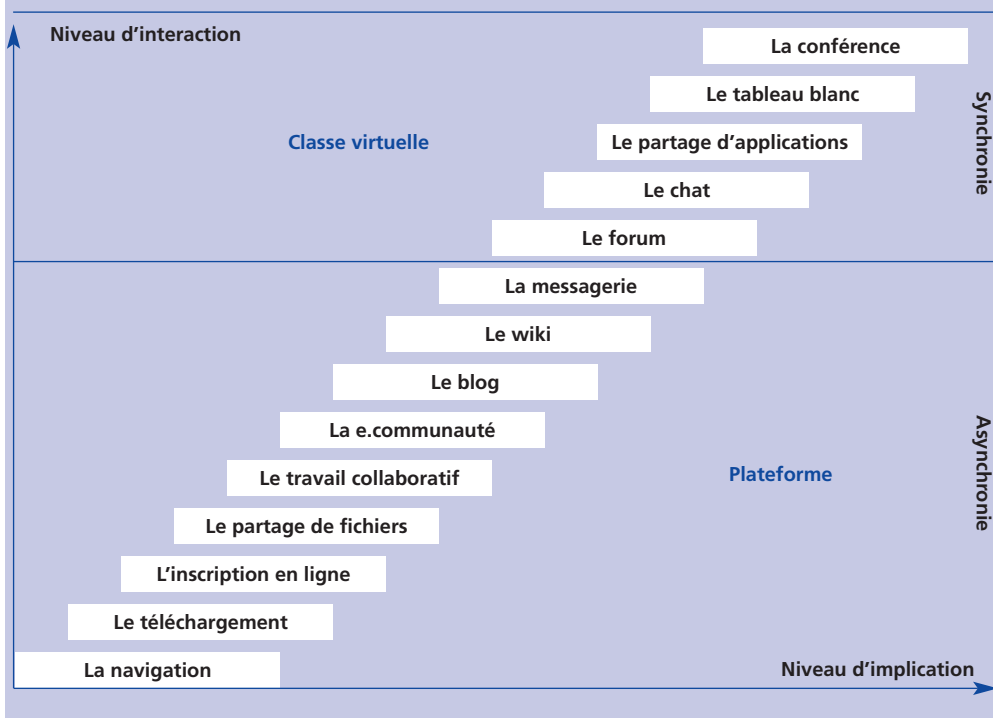 Niveau d’interaction
La conférence
Le tableau blanc
Synchronie
Classe virtuelle
Le partage d’applications
Le chat
Le forum
La messagerie
Le wiki
Le blog
La e.communauté
Le travail collaboratif
Plateforme
Asynchronie
Le partage de fichiers
L’inscription en ligne
Le téléchargement
La navigation
Niveau d’implication